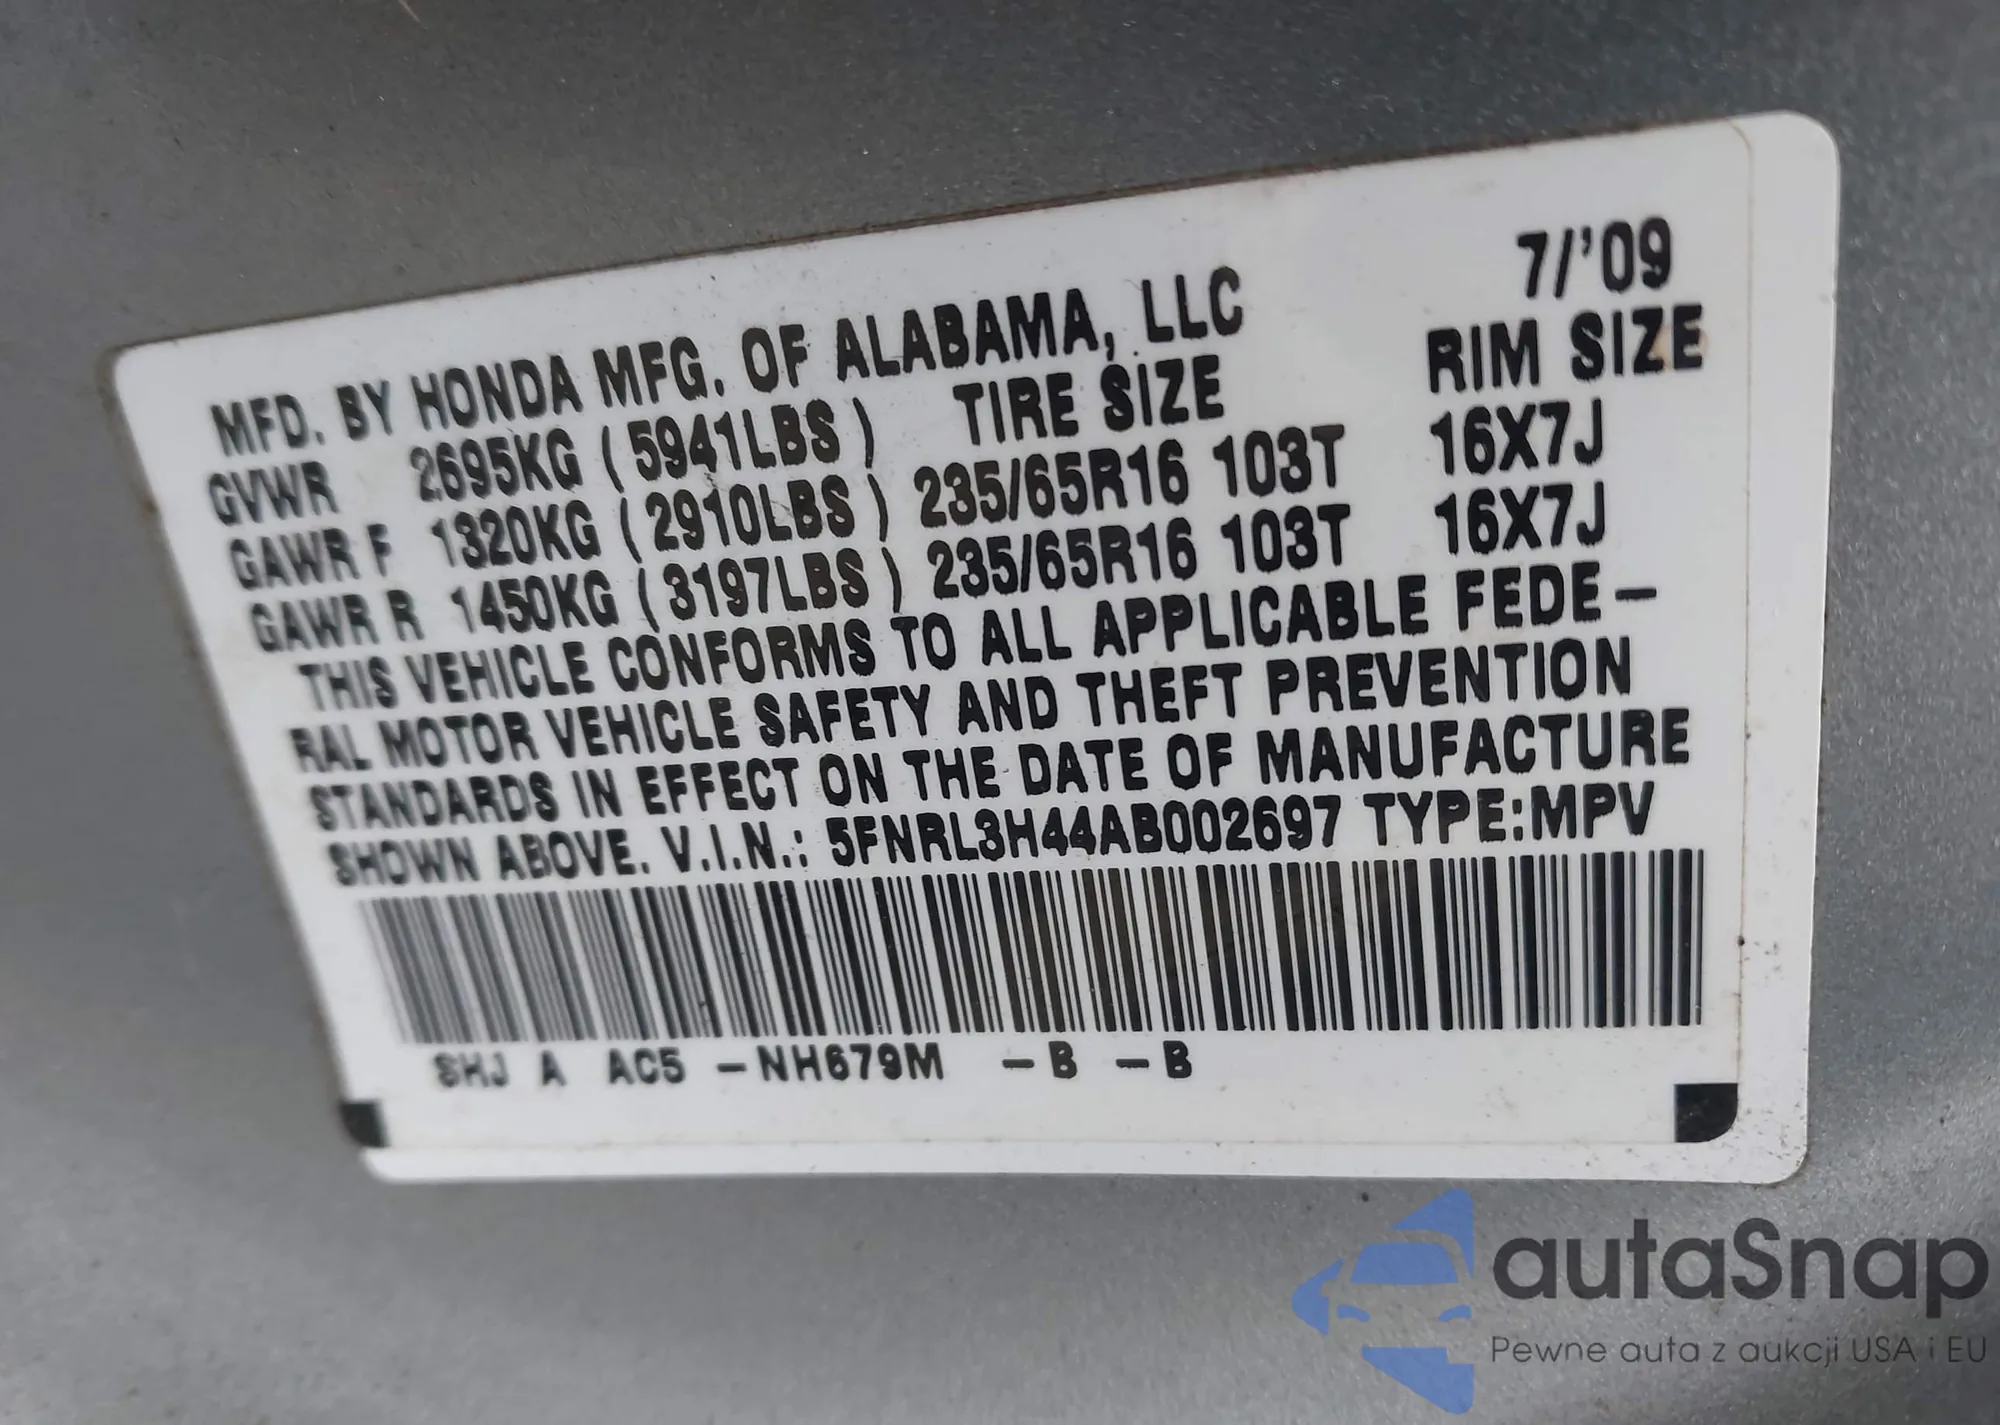 7/'09
MFD. BY HONDA MFG. OF ALABAMA, LLC
GVWR 2695KG (5941LBS) TIRE SIZE RIM SIZE
GAWR F 1320KG (2910LBS) 235/65R16 103T 16X7J
GAWR R 1450KG (3197LBS) 235/65R16 103T 16X7J
THIS VEHICLE CONFORMS TO ALL APPLICABLE FEDE-
RAL MOTOR VEHICLE SAFETY AND THEFT PREVENTION
STANDARDS IN EFFECT ON THE DATE OF MANUFACTURE
SHOWN ABOVE. V.I.N.: 5FNRL3H44AB002697 TYPE:MPV
SHJ A AC5 -NH679M -B -B
autaSnap
Pewne auta z aukcji USA i EU